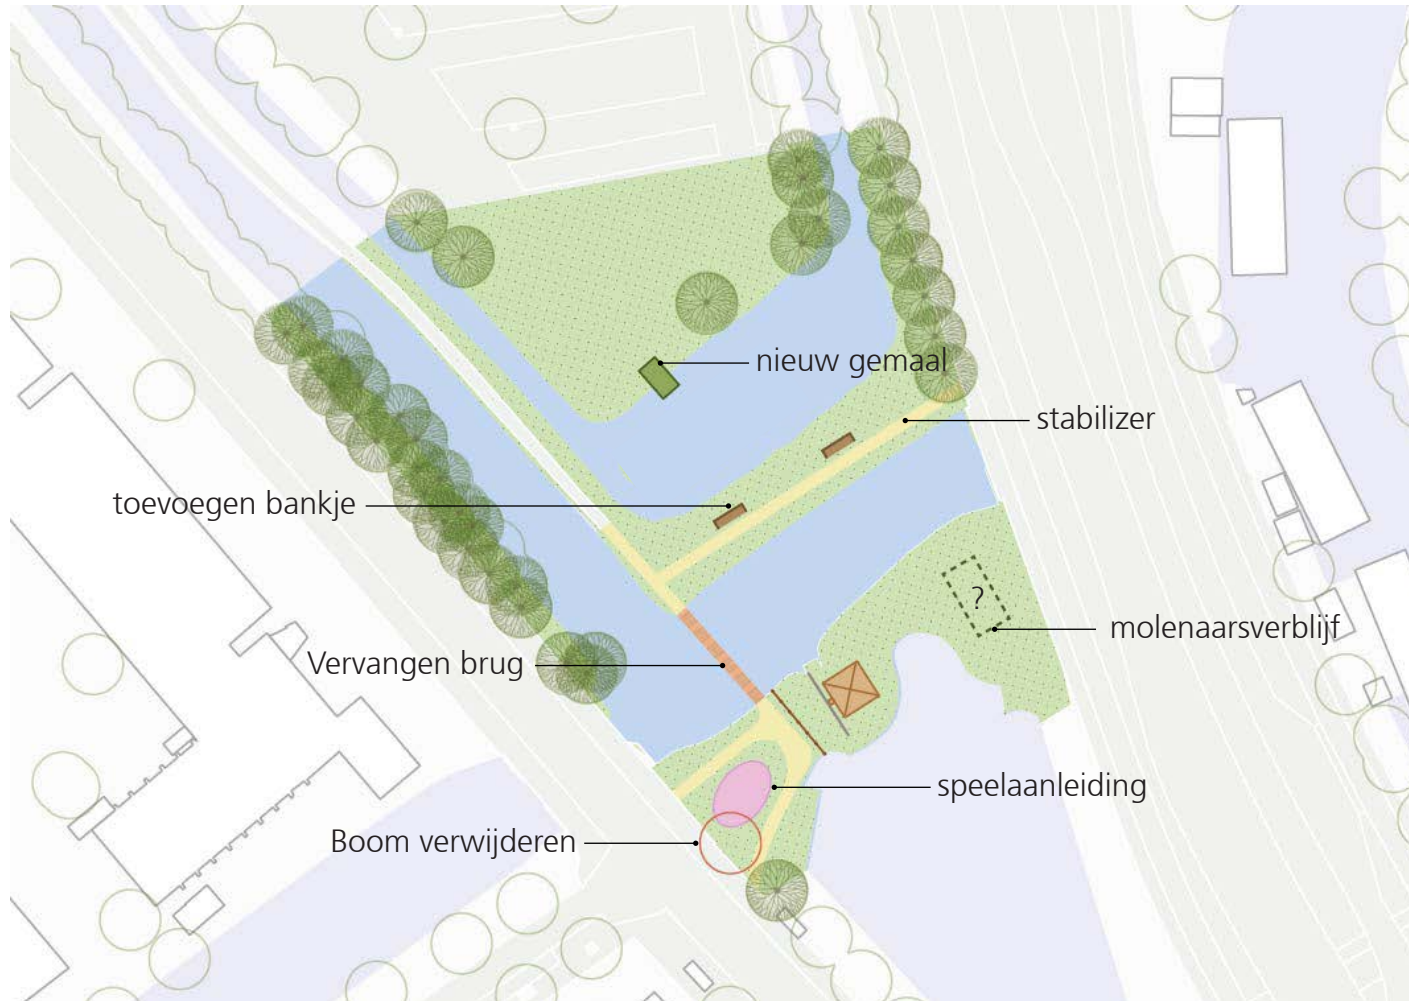 nieuw gemaal
stabilizer
toevoegen bankje
?
molenaarsverblijf
Vervangen brug
speelaanleiding
Boom verwijderen